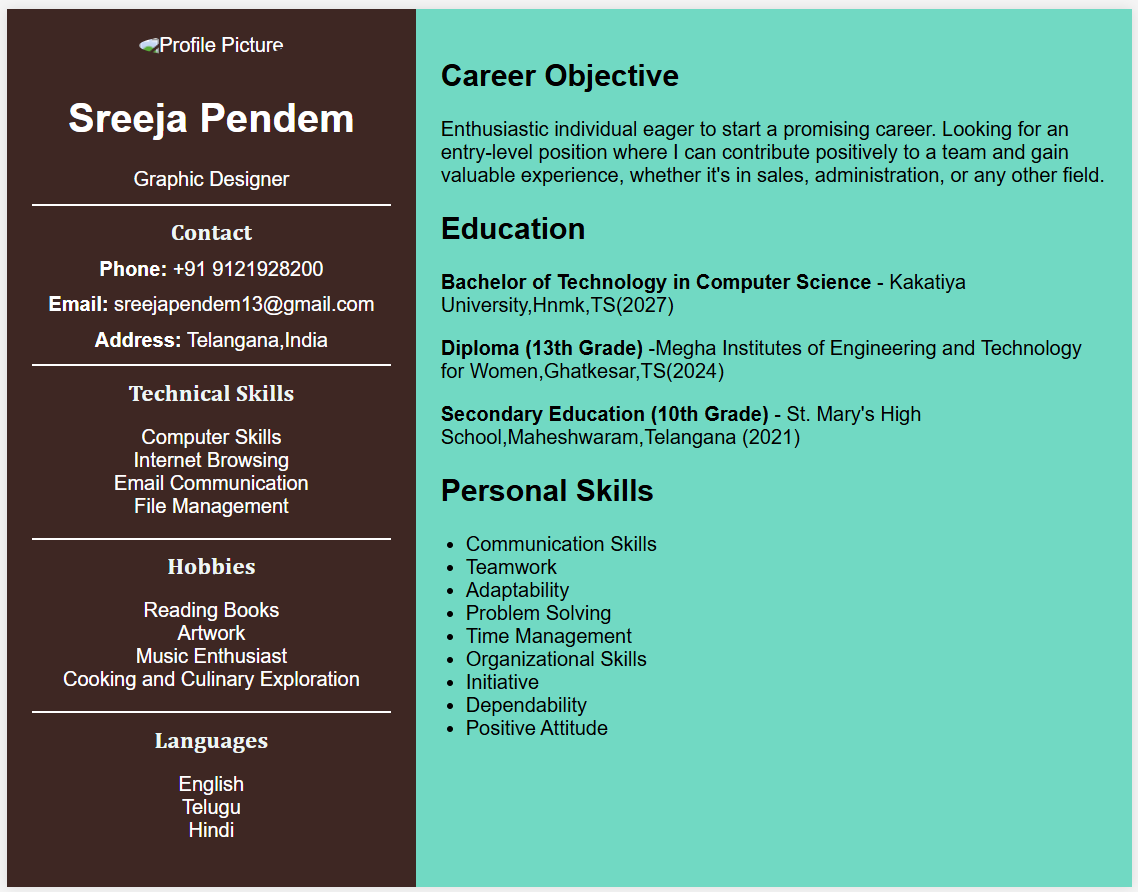 Profile Picture
Sreeja Pendem
Graphic Designer
Contact
Phone: +91 9121928200
Email: sreejapendem13@gmail.com
Address: Telangana,India
Technical Skills
Computer Skills
Internet Browsing
Email Communication
File Management
Hobbies
Reading Books
Artwork
Music Enthusiast
Cooking and Culinary Exploration
Languages
English
Telugu
Hindi
Career Objective
Enthusiastic individual eager to start a promising career. Looking for an
entry-level position where I can contribute positively to a team and gain
valuable experience, whether it's in sales, administration, or any other field.
Education
Bachelor of Technology in Computer Science - Kakatiya
University,Hnmk,TS(2027)
Diploma (13th Grade) -Megha Institutes of Engineering and Technology
for Women,Ghatkesar,TS(2024)
Secondary Education (10th Grade) - St. Mary's High
School,Maheshwaram,Telangana (2021)
Personal Skills
• Communication Skills
• Teamwork
• Adaptability
• Problem Solving
• Time Management
• Organizational Skills
• Initiative
• Dependability
• Positive Attitude